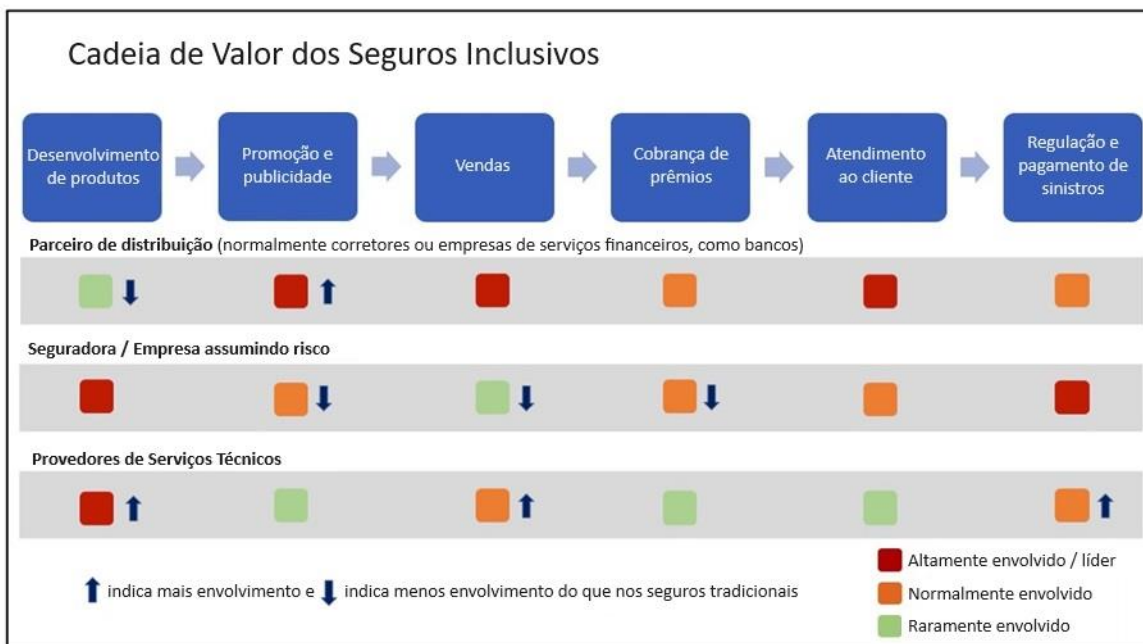 Cadeia de Valor dos Seguros Inclusivos
Desenvolvimento
de produtos
Promoção e
publicidade
Vendas
Cobrança de
prêmios
Atendimento
ao cliente
Regulação e
pagamento de
sinistros
Parceiro de distribuição (normalmente corretores ou empresas de serviços financeiros, como bancos)
Seguradora / Empresa assumindo risco
Provedores de Serviços Técnicos
indica mais envolvimento e indica menos envolvimento do que nos seguros tradicionais
Altamente envolvido / líder
Normalmente envolvido
Raramente envolvido